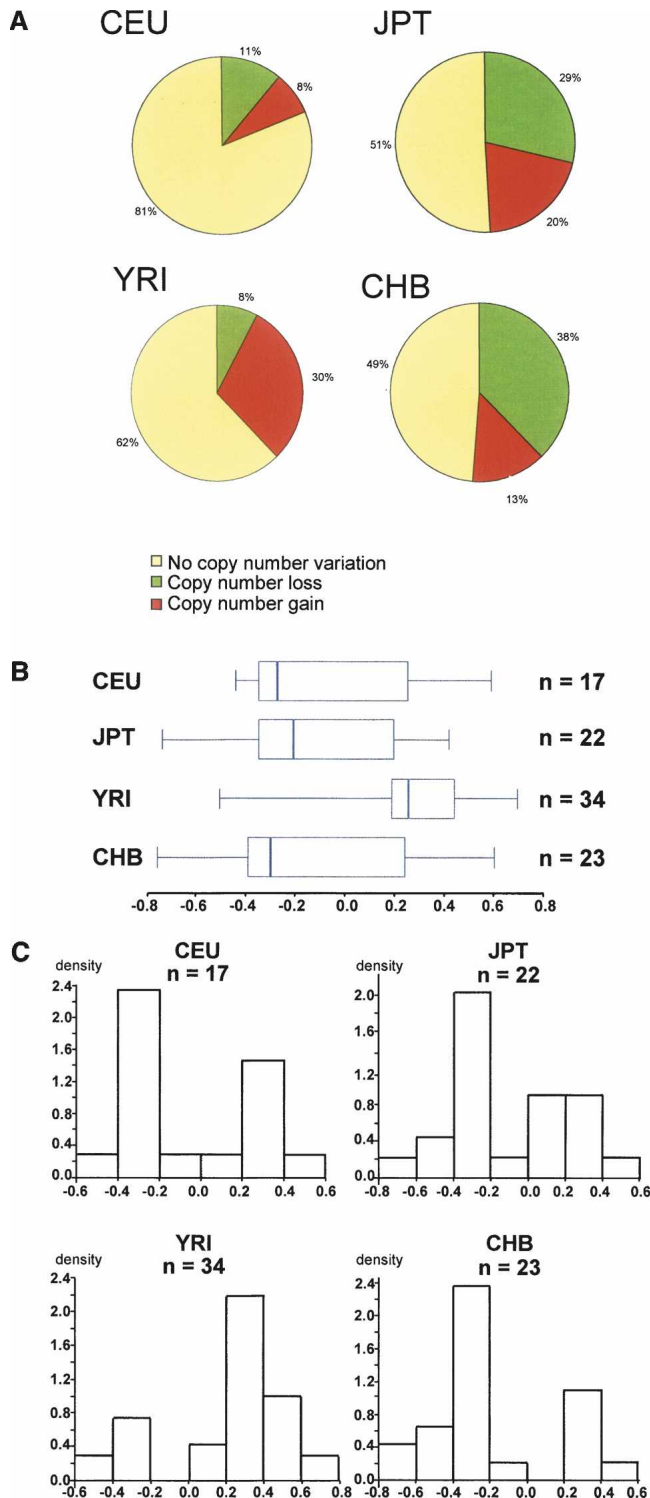 A
CEU
JPT
11%
8%
81%
29%
51%
20%
YRI
CHB
8%
30%
62%
38%
49%
13%
No copy number variation
Copy number loss
Copy number gain
B
CEU n = 17
JPT n = 22
YRI n = 34
CHB n = 23
-0.8 -0.6 -0.4 -0.2 0.0 0.2 0.4 0.6 0.8
C
CEU
n = 17
density
2.4
2.0
1.6
1.2
0.8
0.4
0.0
-0.6 -0.4 -0.2 0.0 0.2 0.4 0.6
JPT
n = 22
density
2.0
1.6
1.2
0.8
0.4
0.0
-0.8 -0.6 -0.4 -0.2 0.0 0.2 0.4 0.6
YRI
n = 34
density
2.4
2.0
1.6
1.2
0.8
0.4
0.0
-0.6 -0.4 -0.2 0.0 0.2 0.4 0.6 0.8
CHB
n = 23
density
2.4
2.0
1.6
1.2
0.8
0.4
0.0
-0.8 -0.6 -0.4 -0.2 0.0 0.2 0.4 0.6